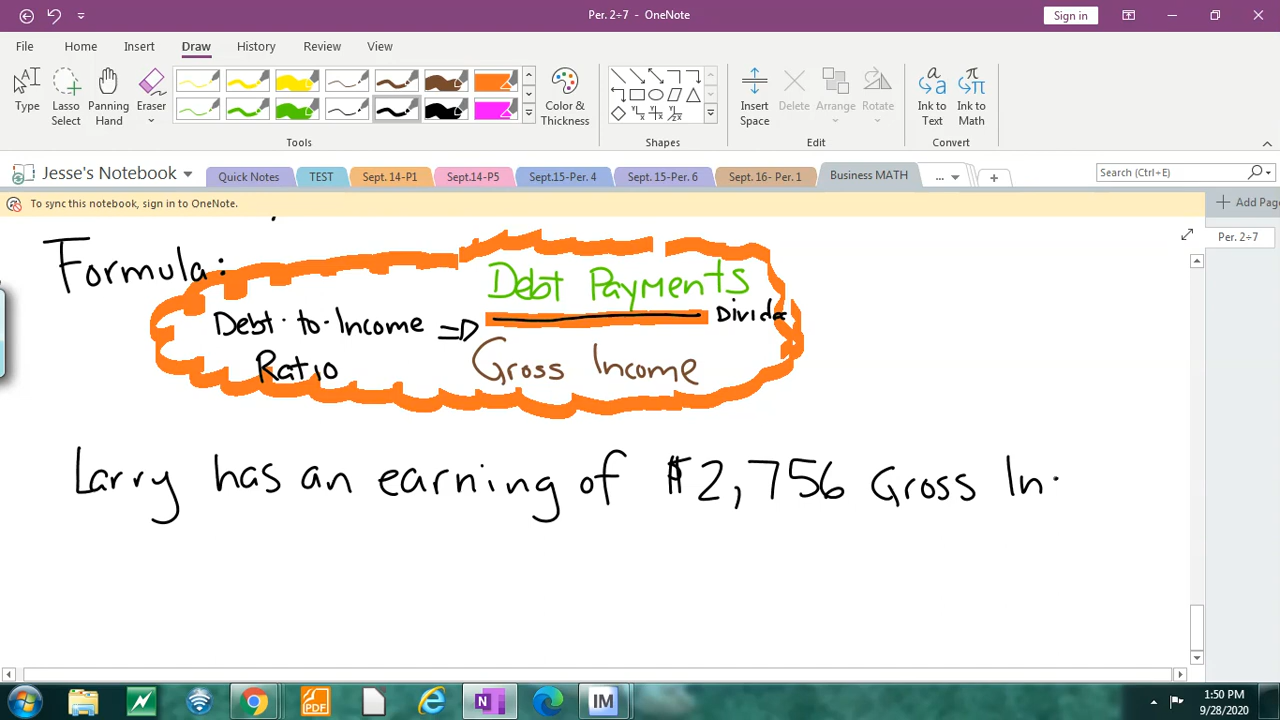 Per. 2÷7 - OneNote
Sign in
File Home Insert Draw History Review View
Type
Lasso Select
Panning Hand
Eraser
Color & Thickness
Insert Space
Delete
Arrange
Rotate
Ink to Text
Ink to Math
Tools
Shapes
Edit
Convert
Jesse's Notebook
Quick Notes TEST Sept. 14-P1 Sept.14-P5 Sept.15-Per. 4 Sept. 15-Per. 6 Sept. 16- Per. 1 Business MATH ...
Search (Ctrl+E)
To sync this notebook, sign in to OneNote.
Add Page
Per. 2÷7
Formula:
Debt Payments
Debt-to-Income
Divide
Ratio
Gross Income
Larry has an earning of $2,756 Gross In.
PDF
IM
1:50 PM
9/28/2020